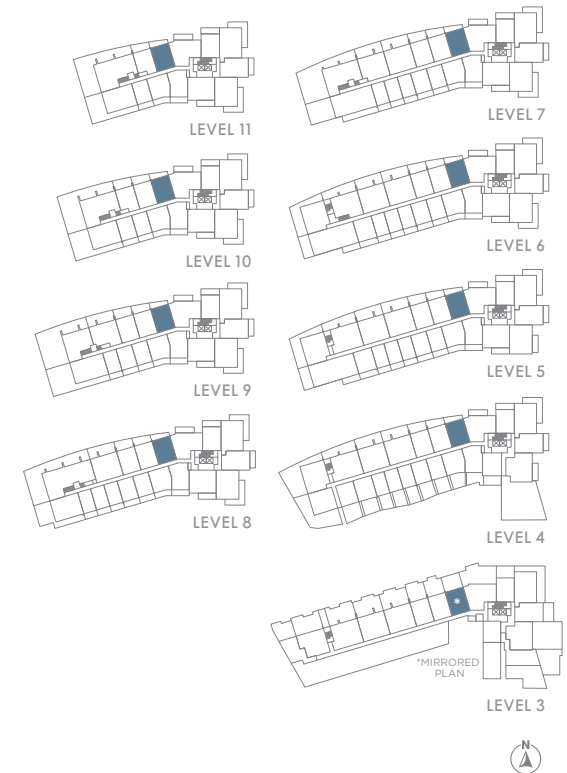 LEVEL 11
LEVEL 7
LEVEL 10
LEVEL 6
LEVEL 9
LEVEL 5
LEVEL 8
LEVEL 4
*
*MIRRORED
PLAN
LEVEL 3
N